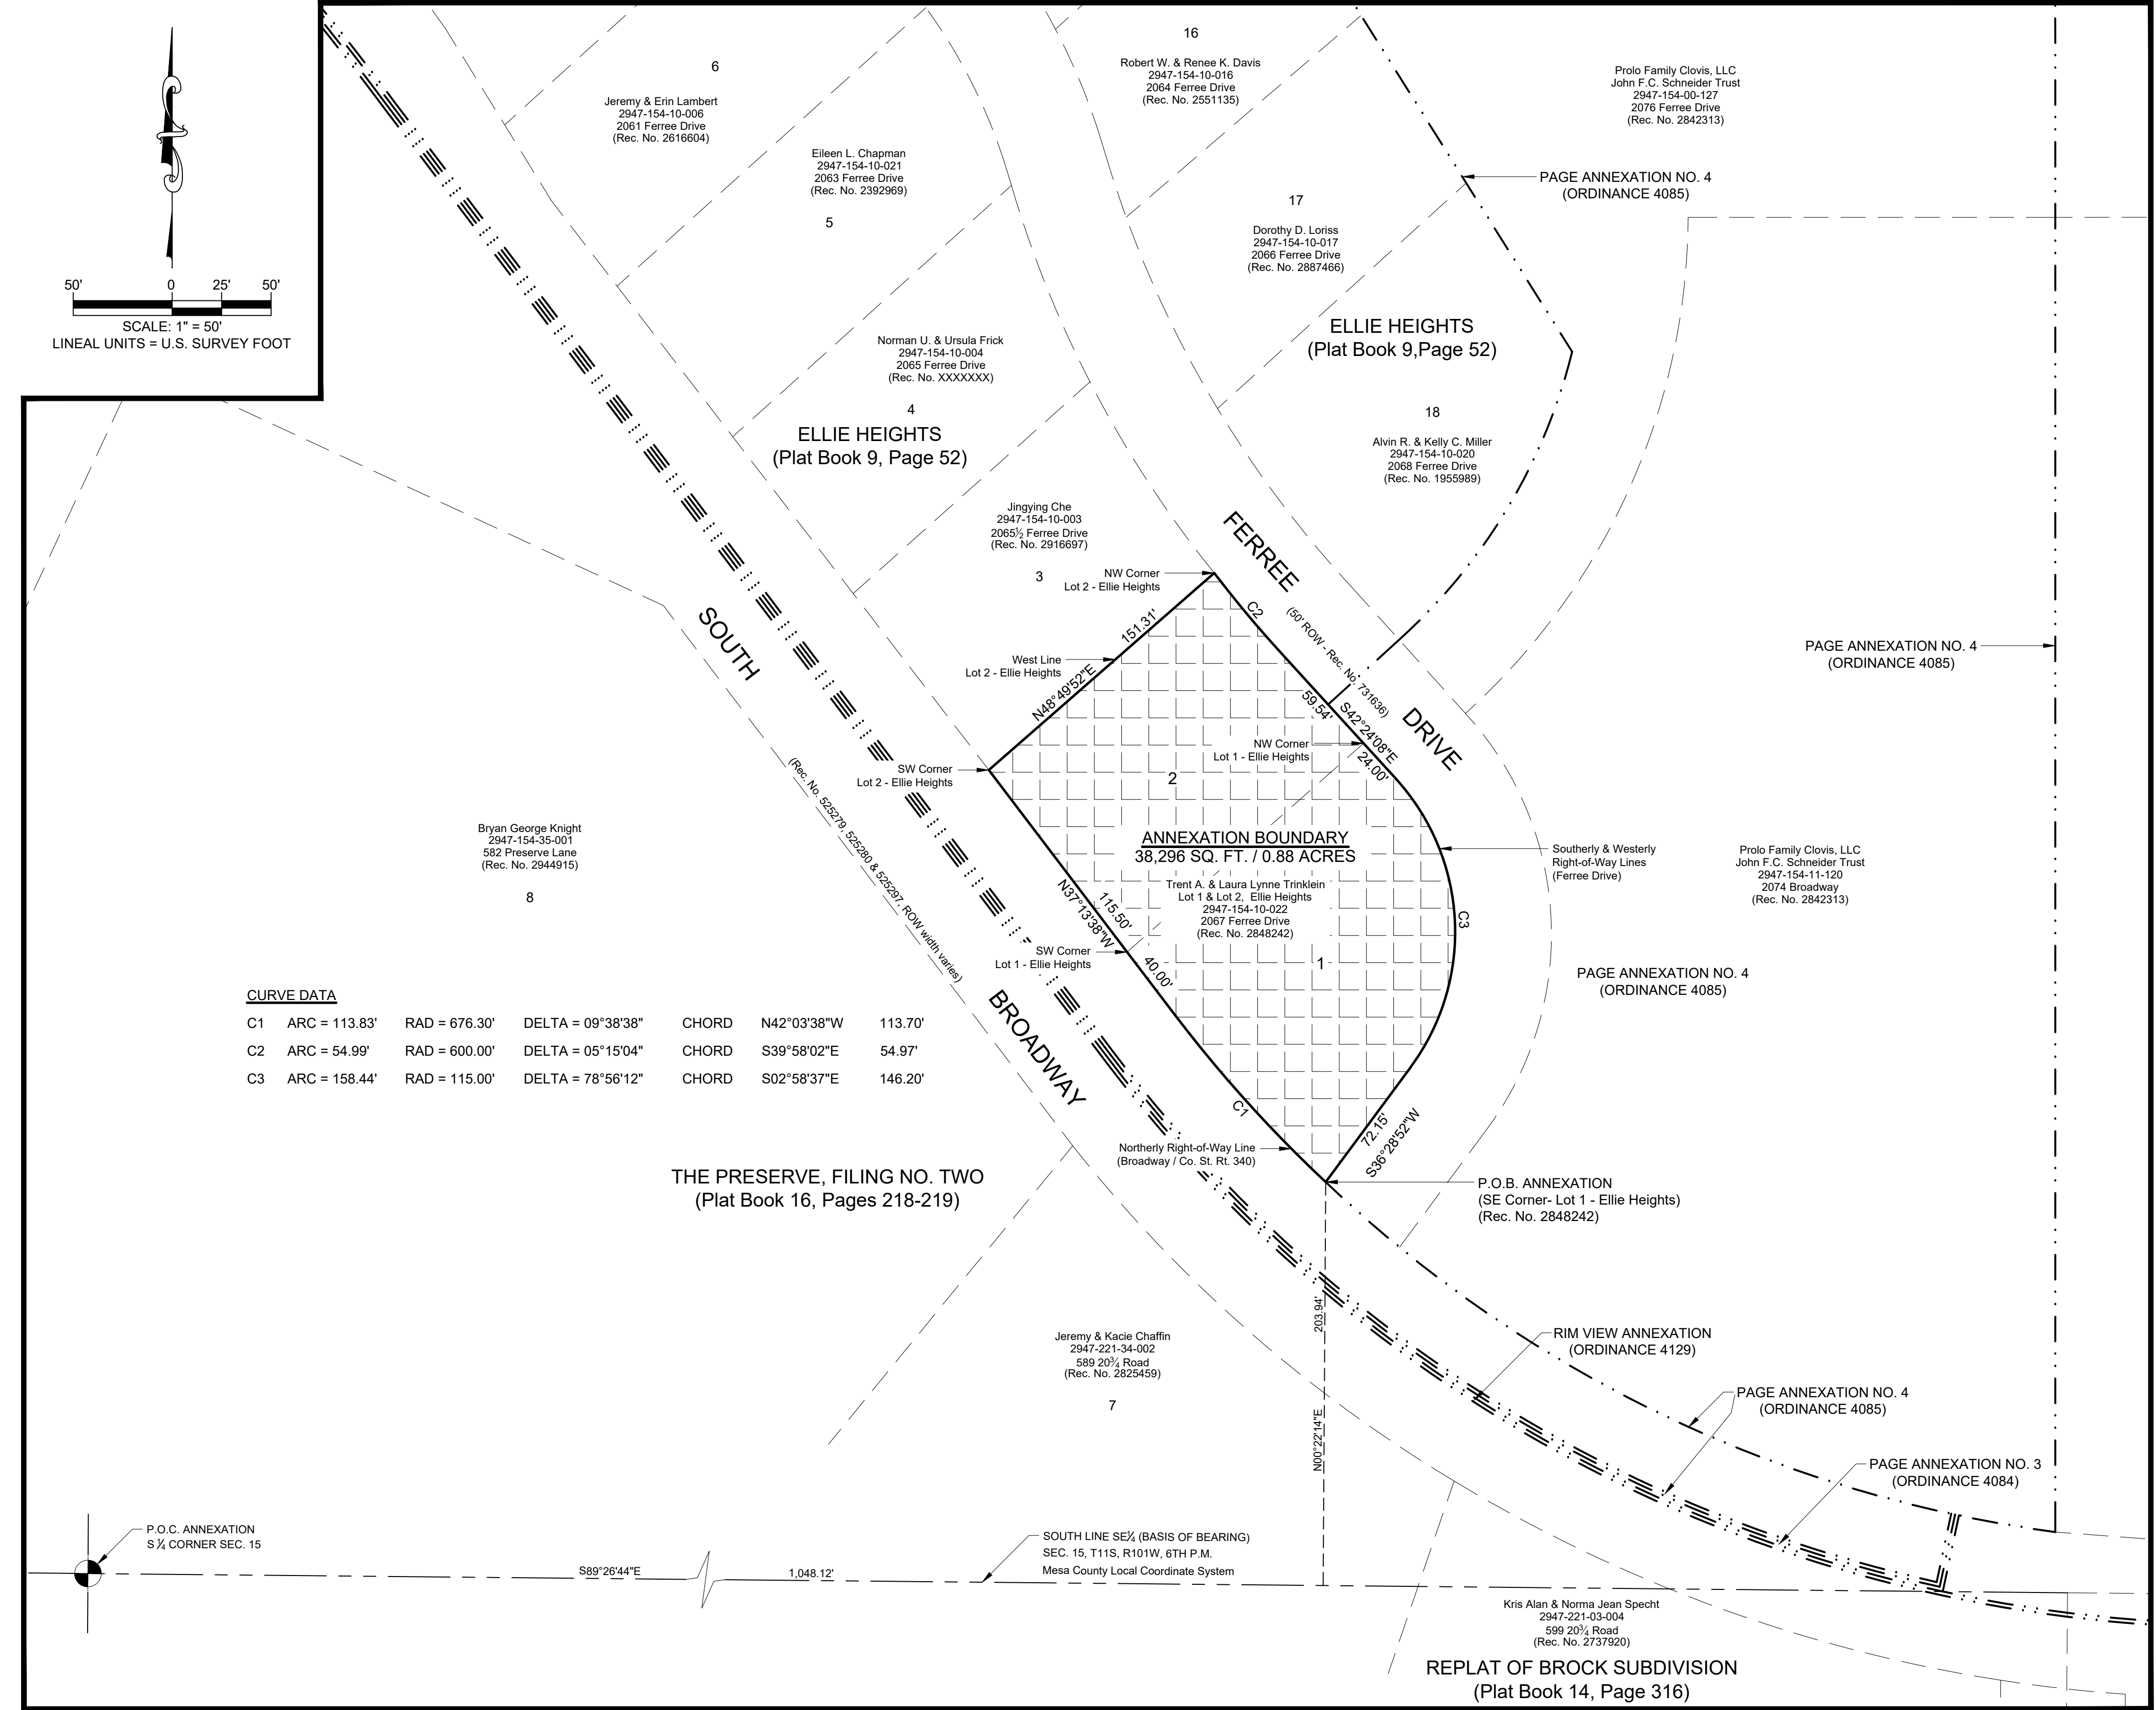 50' 0 25' 50'
SCALE: 1" = 50'
LINEAL UNITS = U.S. SURVEY FOOT
6
Jeremy & Erin Lambert
2947-154-10-006
2061 Ferree Drive
(Rec. No. 2616604)
Eileen L. Chapman
2947-154-10-021
2063 Ferree Drive
(Rec. No. 2392969)
5
16
Robert W. & Renee K. Davis
2947-154-10-016
2064 Ferree Drive
(Rec. No. 2551135)
Prolo Family Clovis, LLC
John F.C. Schneider Trust
2947-154-00-127
2076 Ferree Drive
(Rec. No. 2842313)
PAGE ANNEXATION NO. 4
(ORDINANCE 4085)
17
Dorothy D. Loriss
2947-154-10-017
2066 Ferree Drive
(Rec. No. 2887466)
ELLIE HEIGHTS
(Plat Book 9,Page 52)
Norman U. & Ursula Frick
2947-154-10-004
2065 Ferree Drive
(Rec. No. XXXXXXX)
4
ELLIE HEIGHTS
(Plat Book 9, Page 52)
18
Alvin R. & Kelly C. Miller
2947-154-10-020
2068 Ferree Drive
(Rec. No. 1955989)
Jingying Che
2947-154-10-003
2065½ Ferree Drive
(Rec. No. 2916697)
3
NW Corner
Lot 2 - Ellie Heights
FERREE
DRIVE
(50' ROW - Rec. No. 731636)
SOUTH
BROADWAY
(Rec. No. 525279, 525280 & 525297, ROW width varies)
West Line
Lot 2 - Ellie Heights
151.31'
N48°49'52"E
C2
59.54'
S42°24'08"E
24.00'
NW Corner
Lot 1 - Ellie Heights
PAGE ANNEXATION NO. 4
(ORDINANCE 4085)
SW Corner
Lot 2 - Ellie Heights
2
ANNEXATION BOUNDARY
38,296 SQ. FT. / 0.88 ACRES
Trent A. & Laura Lynne Trinklein
Lot 1 & Lot 2, Ellie Heights
2947-154-10-022
2067 Ferree Drive
(Rec. No. 2848242)
1
Southerly & Westerly
Right-of-Way Lines
(Ferree Drive)
Prolo Family Clovis, LLC
John F.C. Schneider Trust
2947-154-11-120
2074 Broadway
(Rec. No. 2842313)
C3
Bryan George Knight
2947-154-35-001
582 Preserve Lane
(Rec. No. 2944915)
8
115.50'
N37°13'38"W
SW Corner
Lot 1 - Ellie Heights
40.00'
PAGE ANNEXATION NO. 4
(ORDINANCE 4085)
CURVE DATA
C1 ARC = 113.83' RAD = 676.30' DELTA = 09°38'38" CHORD N42°03'38"W 113.70'
C2 ARC = 54.99' RAD = 600.00' DELTA = 05°15'04" CHORD S39°58'02"E 54.97'
C3 ARC = 158.44' RAD = 115.00' DELTA = 78°56'12" CHORD S02°58'37"E 146.20'
C1
72.15'
S36°28'52"W
Northerly Right-of-Way Line
(Broadway / Co. St. Rt. 340)
THE PRESERVE, FILING NO. TWO
(Plat Book 16, Pages 218-219)
P.O.B. ANNEXATION
(SE Corner- Lot 1 - Ellie Heights)
(Rec. No. 2848242)
203.94'
N00°22'14"E
Jeremy & Kacie Chaffin
2947-221-34-002
589 20¾ Road
(Rec. No. 2825459)
7
RIM VIEW ANNEXATION
(ORDINANCE 4129)
PAGE ANNEXATION NO. 4
(ORDINANCE 4085)
PAGE ANNEXATION NO. 3
(ORDINANCE 4084)
P.O.C. ANNEXATION
S ¼ CORNER SEC. 15
S89°26'44"E
1,048.12'
SOUTH LINE SE¼ (BASIS OF BEARING)
SEC. 15, T11S, R101W, 6TH P.M.
Mesa County Local Coordinate System
Kris Alan & Norma Jean Specht
2947-221-03-004
599 20¾ Road
(Rec. No. 2737920)
REPLAT OF BROCK SUBDIVISION
(Plat Book 14, Page 316)